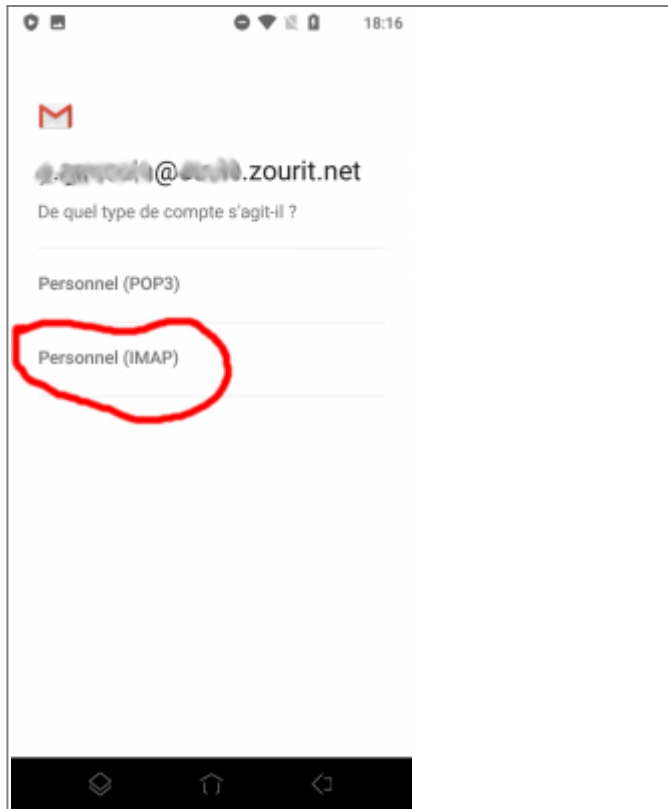 18:16
@
.zourit.net
De quel type de compte s'agit-il ?
Personnel (POP3)
Personnel (IMAP)